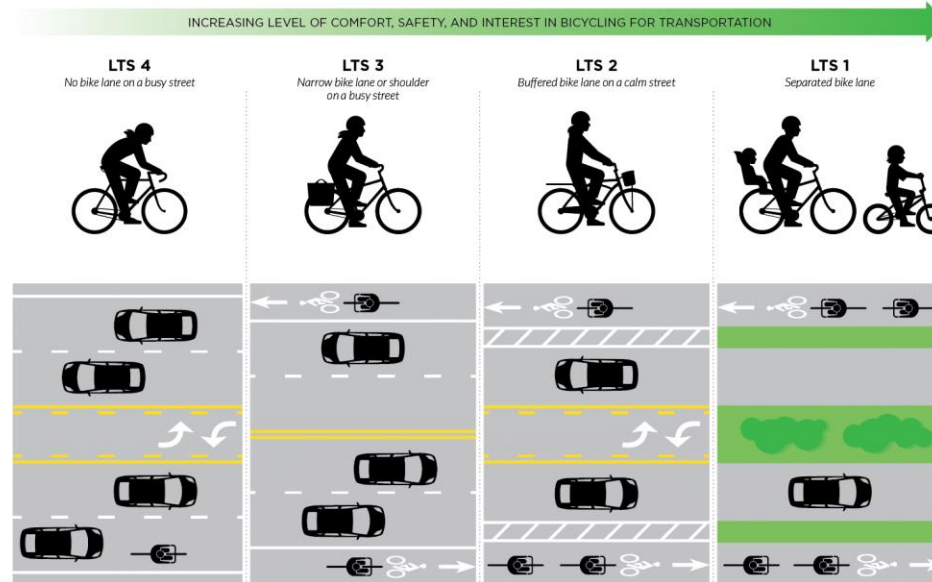 INCREASING LEVEL OF COMFORT, SAFETY, AND INTEREST IN BICYCLING FOR TRANSPORTATION
LTS 4
No bike lane on a busy street
LTS 3
Narrow bike lane or shoulder
on a busy street
LTS 2
Buffered bike lane on a calm street
LTS 1
Separated bike lane